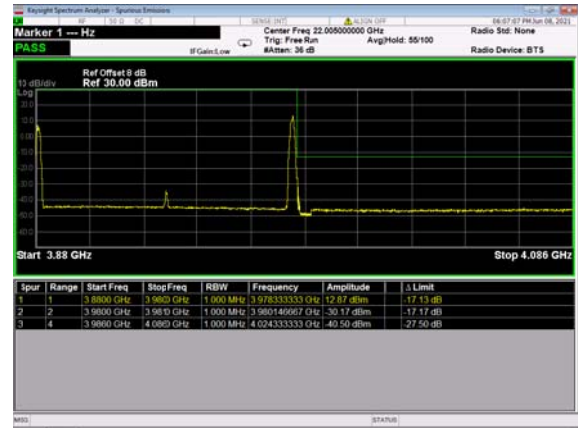 Keysight Spectrum Analyzer - Spurious Emissions
RF 50 Ω DC SENSE:INT ALIGN OFF 06:07:07 PM Jun 08, 2021
Marker 1 --- Hz
Center Freq 22.005000000 GHz
Radio Std: None
Trig: Free Run Avg|Hold: 55/100
PASS IFGain:Low #Atten: 36 dB Radio Device: BTS
Ref Offset 8 dB
10 dB/div Ref 30.00 dBm
Log
20.0
10.0
0.00
Start 3.88 GHz Stop 4.086 GHz
Spur Range Start Freq Stop Freq RBW Frequency Amplitude Δ Limit
1 1 3.8800 GHz 3.9800 GHz 1.000 MHz 3.978333333 GHz 12.87 dBm -17.13 dB
2 2 3.9800 GHz 3.9810 GHz 1.000 MHz 3.980146667 GHz -30.17 dBm -17.17 dB
3 4 3.9860 GHz 4.0860 GHz 1.000 MHz 4.024333333 GHz -40.50 dBm -27.50 dB
MSG STATUS